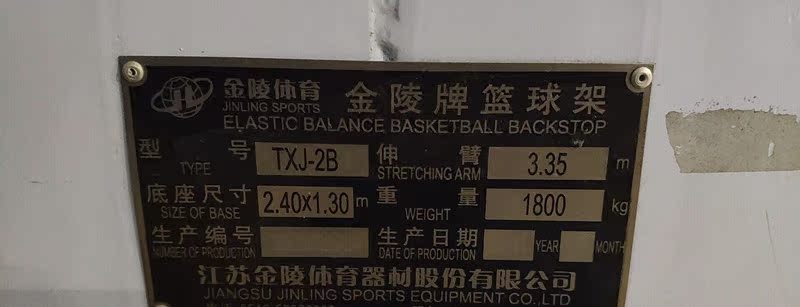 金陵体育 金陵牌篮球架
JINLING SPORTS
ELASTIC BALANCE BASKETBALL BACKSTOP
型号 TXJ-2B 伸臂 3.35 m
TYPE STRETCHING ARM
底座尺寸 2.40x1.30 m 重量 1800 kg
SIZE OF BASE WEIGHT
生产编号 生产日期
NUMBER OF PRODUCTION DATE OF PRODUCTION YEAR MONTH
江苏金陵体育器材股份有限公司
JIANGSU JINLING SPORTS EQUIPMENT CO.,LTD